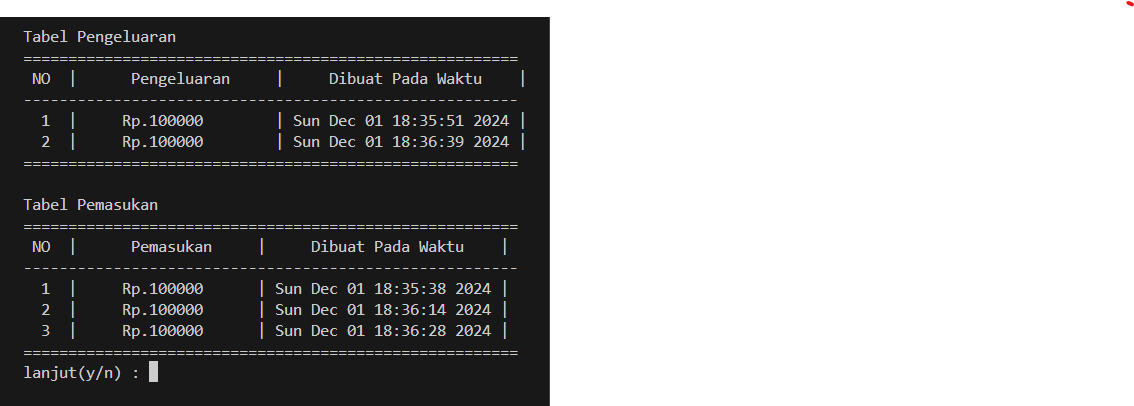 Tabel Pengeluaran
=======================================================
NO | Pengeluaran | Dibuat Pada Waktu |
-------------------------------------------------------
1 | Rp.100000 | Sun Dec 01 18:35:51 2024 |
2 | Rp.100000 | Sun Dec 01 18:36:39 2024 |
=======================================================
Tabel Pemasukan
=======================================================
NO | Pemasukan | Dibuat Pada Waktu |
-------------------------------------------------------
1 | Rp.100000 | Sun Dec 01 18:35:38 2024 |
2 | Rp.100000 | Sun Dec 01 18:36:14 2024 |
3 | Rp.100000 | Sun Dec 01 18:36:28 2024 |
=======================================================
lanjut(y/n) :